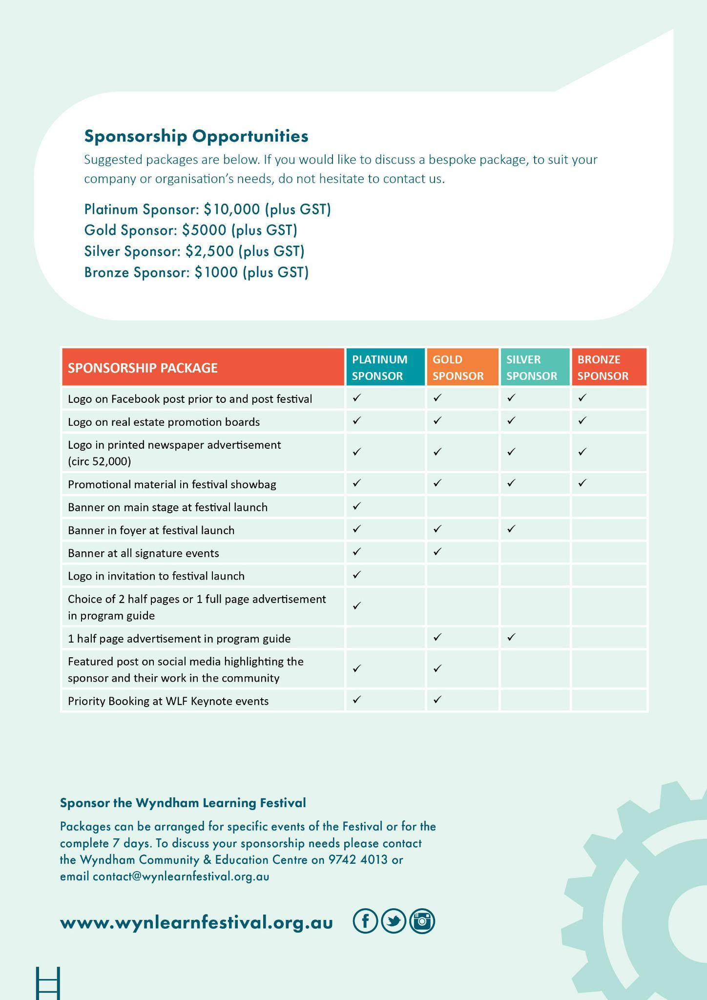 Sponsorship Opportunities
Suggested packages are below. If you would like to discuss a bespoke package, to suit your
company or organisation's needs, do not hesitate to contact us.
Platinum Sponsor: $10,000 (plus GST)
Gold Sponsor: $5000 (plus GST)
Silver Sponsor: $2,500 (plus GST)
Bronze Sponsor: $1000 (plus GST)
SPONSORSHIP PACKAGE
PLATINUM
SPONSOR
GOLD
SPONSOR
SILVER
SPONSOR
BRONZE
SPONSOR
Logo on Facebook post prior to and post festival ✓ ✓ ✓ ✓
Logo on real estate promotion boards ✓ ✓ ✓ ✓
Logo in printed newspaper advertisement
(circ 52,000) ✓ ✓ ✓ ✓
Promotional material in festival showbag ✓ ✓ ✓ ✓
Banner on main stage at festival launch ✓
Banner in foyer at festival launch ✓ ✓ ✓
Banner at all signature events ✓ ✓
Logo in invitation to festival launch ✓
Choice of 2 half pages or 1 full page advertisement
in program guide ✓
1 half page advertisement in program guide ✓ ✓
Featured post on social media highlighting the
sponsor and their work in the community ✓ ✓
Priority Booking at WLF Keynote events ✓ ✓
Sponsor the Wyndham Learning Festival
Packages can be arranged for specific events of the Festival or for the
complete 7 days. To discuss your sponsorship needs please contact
the Wyndham Community & Education Centre on 9742 4013 or
email contact@wynlearnfestival.org.au
www.wynlearnfestival.org.au